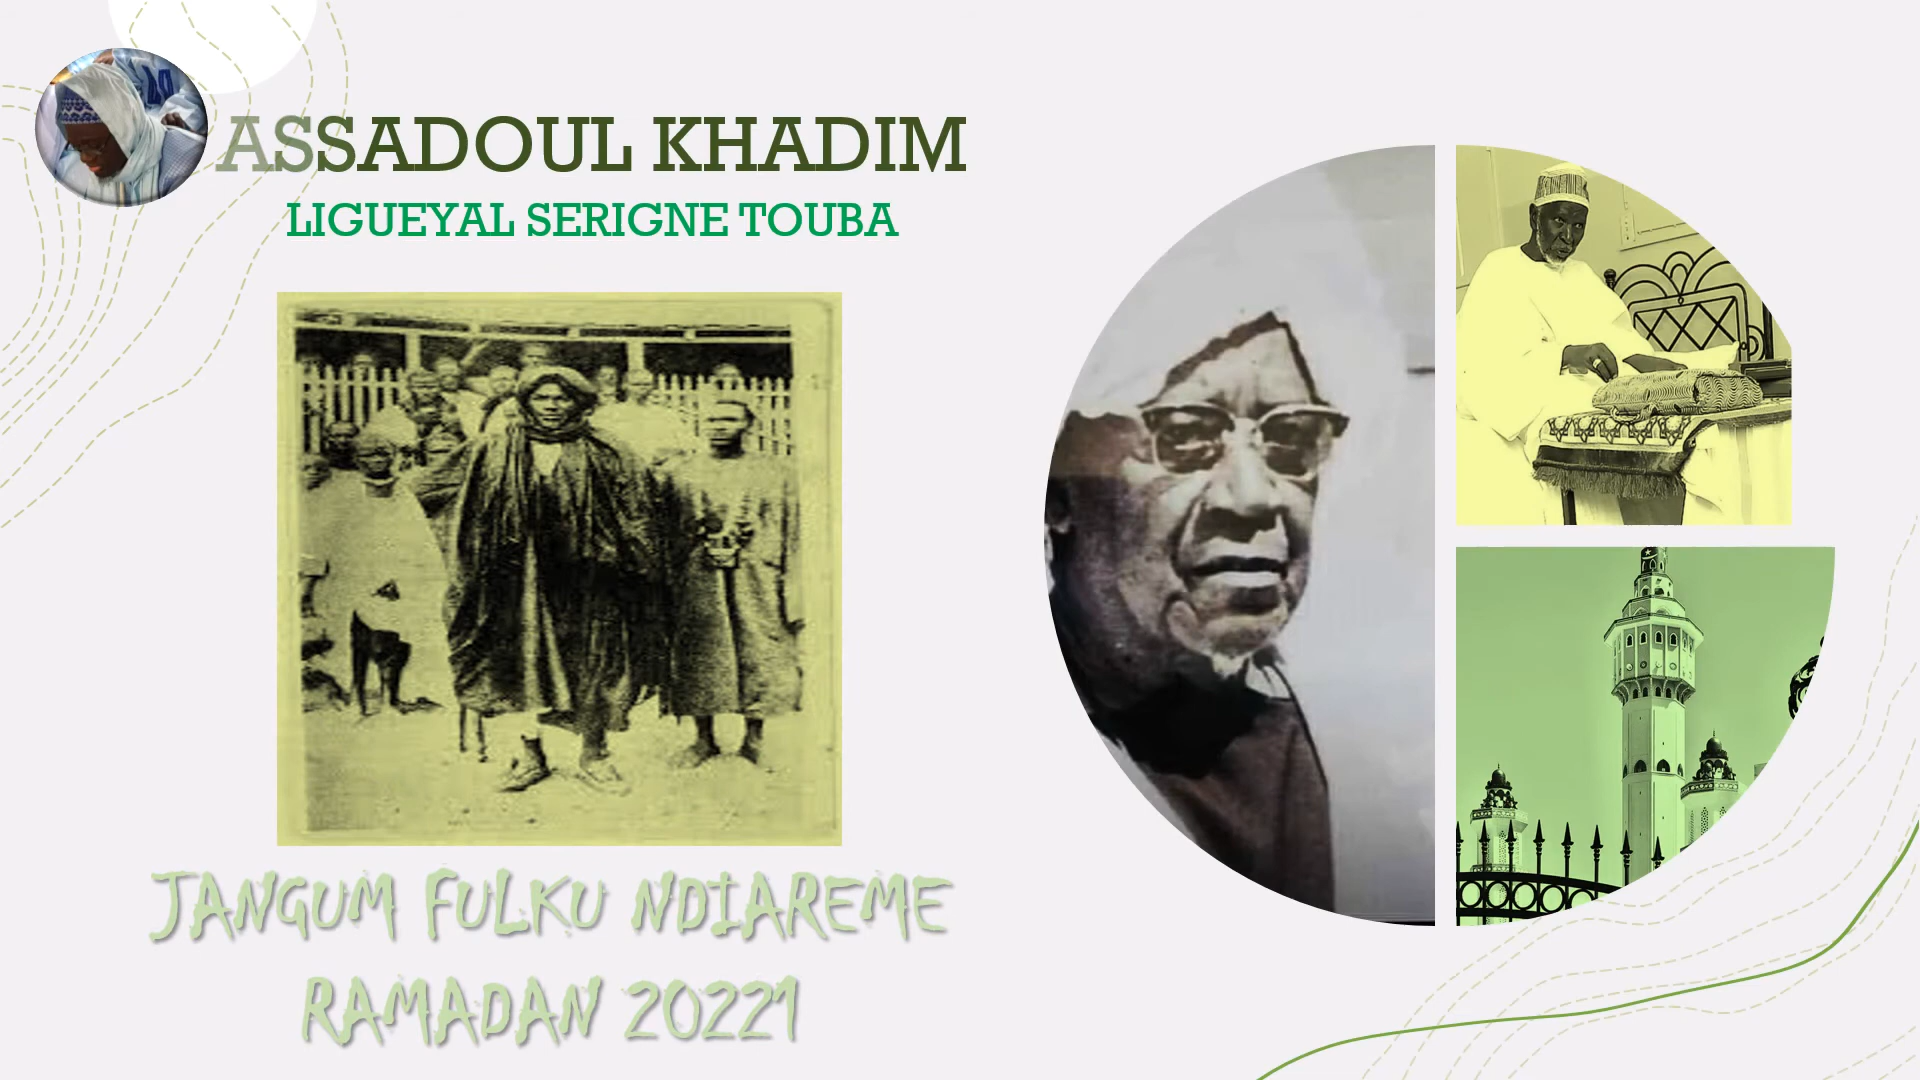 ASSADOUL KHADIM
LIGUEYAL SERIGNE TOUBA
JANGUM FULKU NDIAREME
RAMADAN 20221